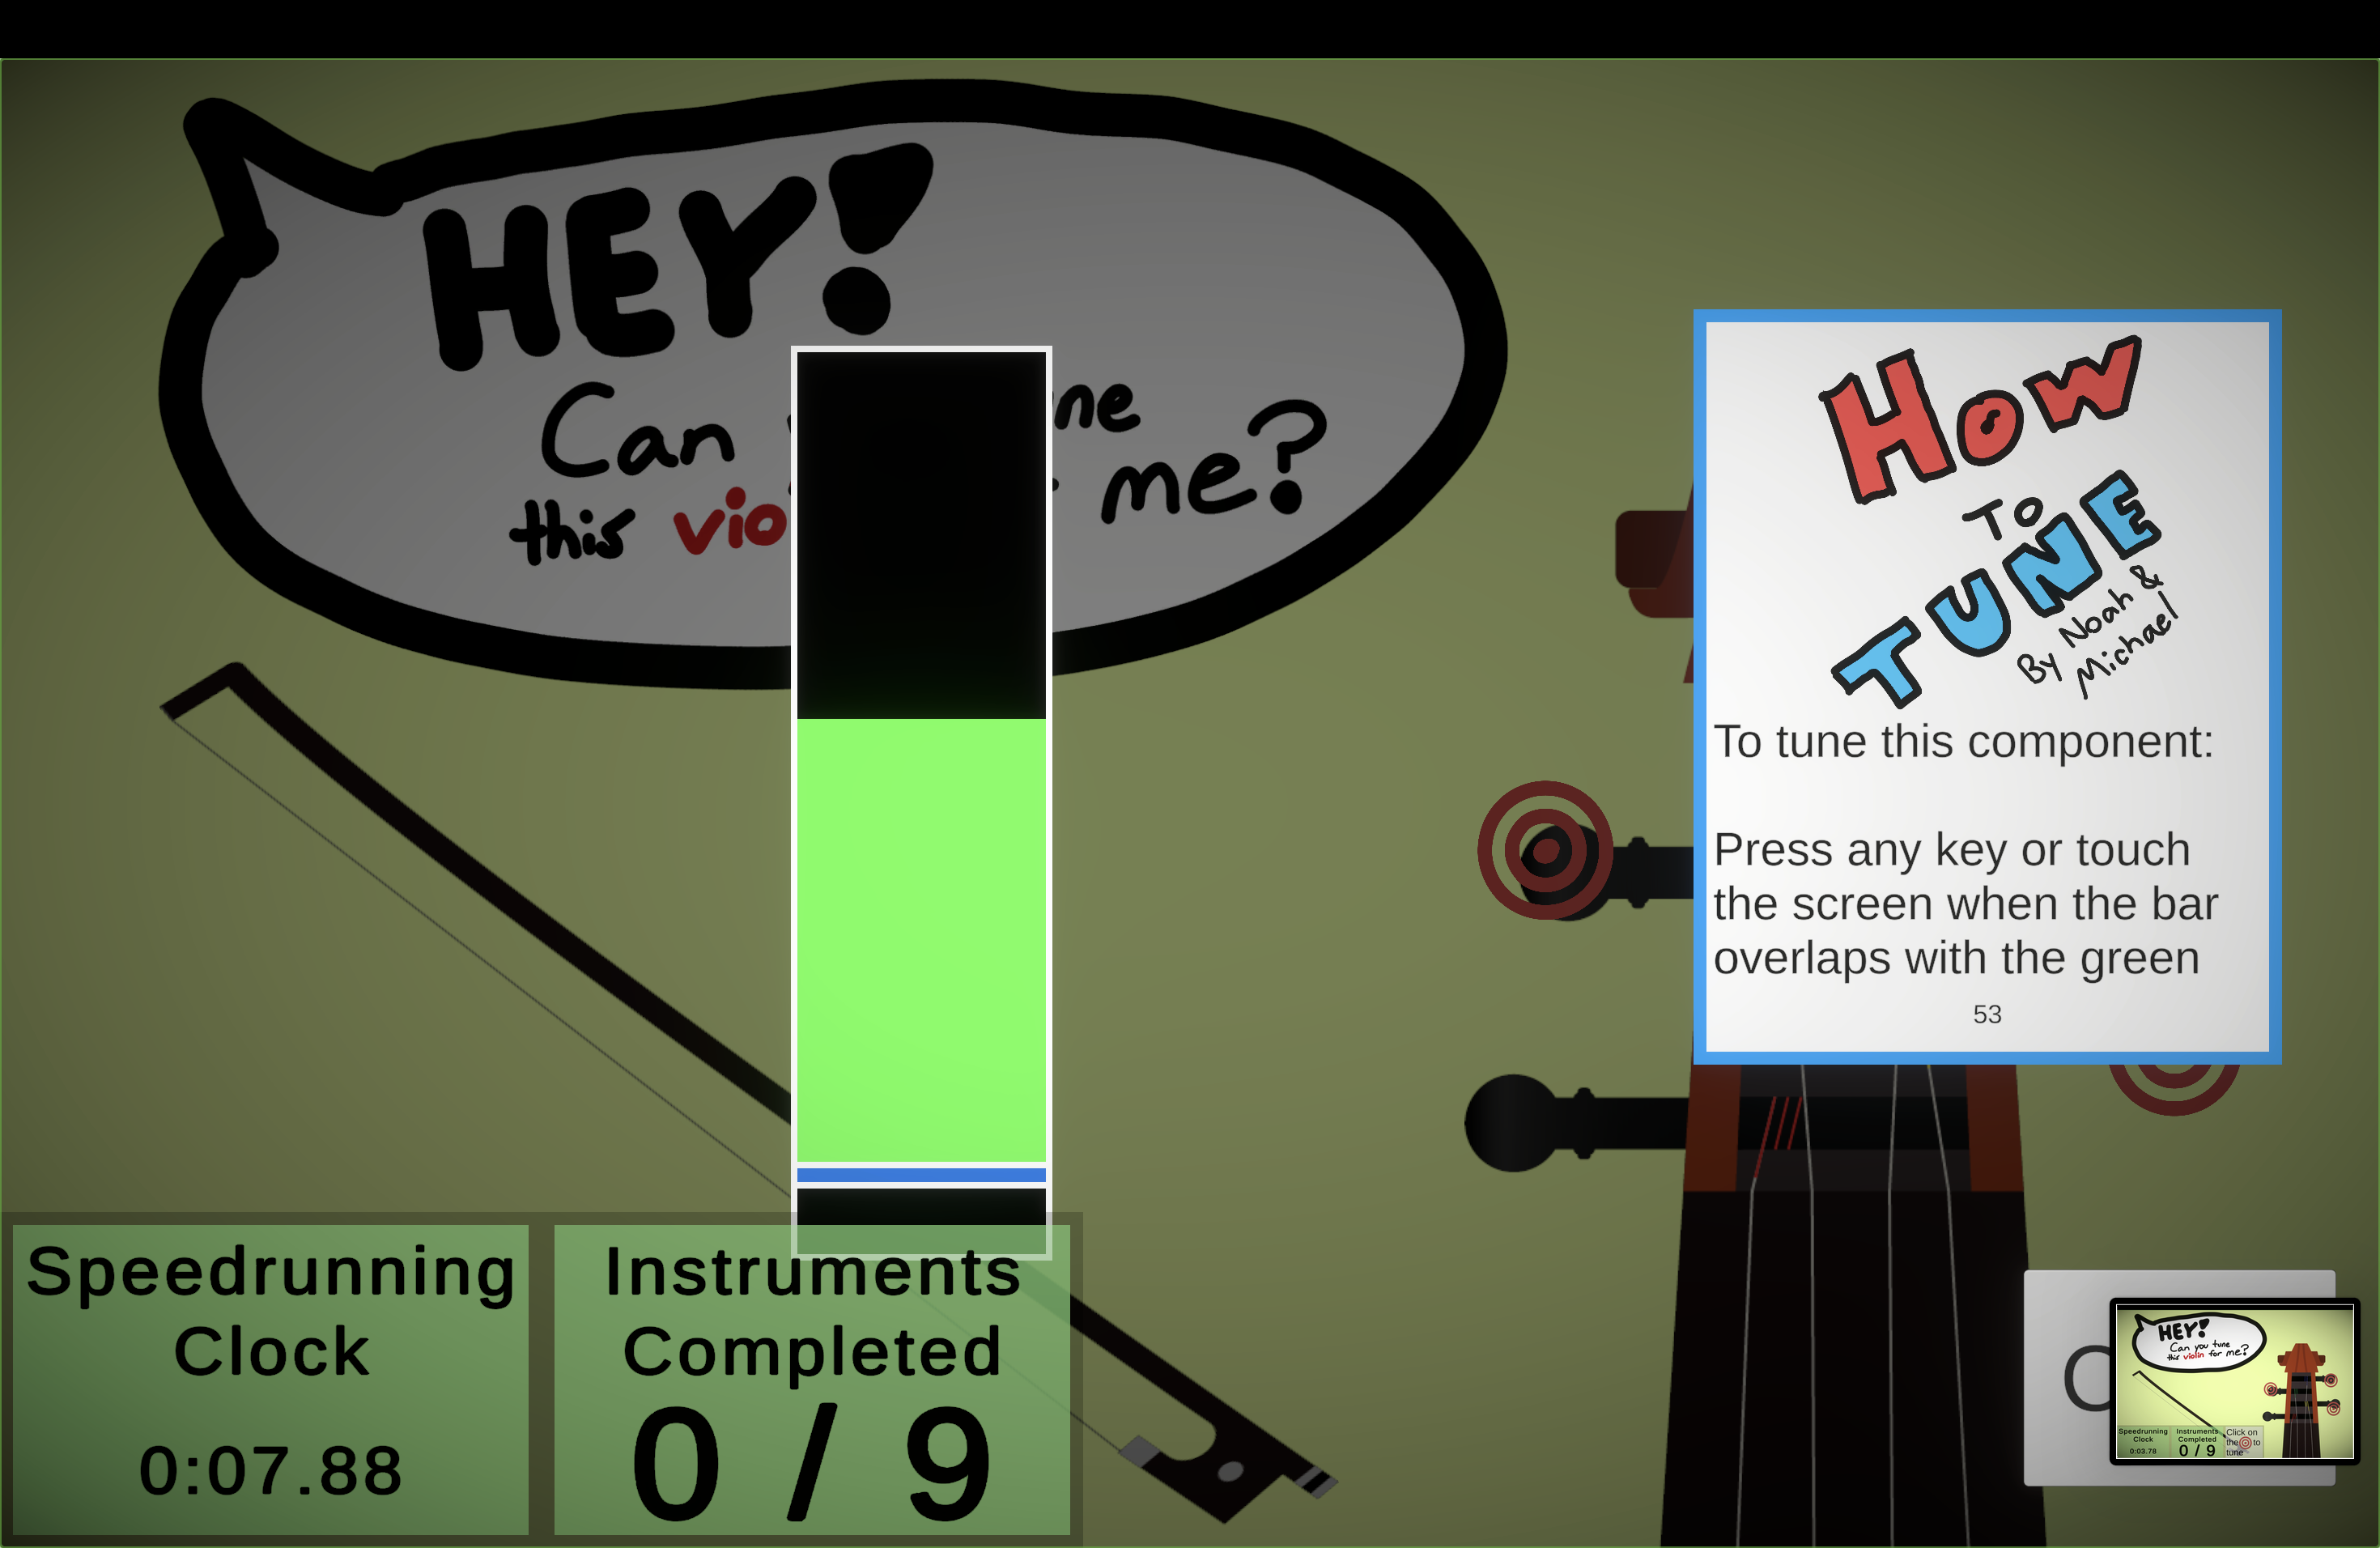 HEY!
Can ne
this vio me?
How
To
TUNE
By Noah &
Michael
To tune this component:
Press any key or touch
the screen when the bar
overlaps with the green
53
Speedrunning
Clock
0:07.88
Instruments
Completed
0 / 9
HEY!
Can you tune
this violin for me?
Speedrunning
Clock
0:03.78
Instruments
Completed
0 / 9
Click on
the to
tune